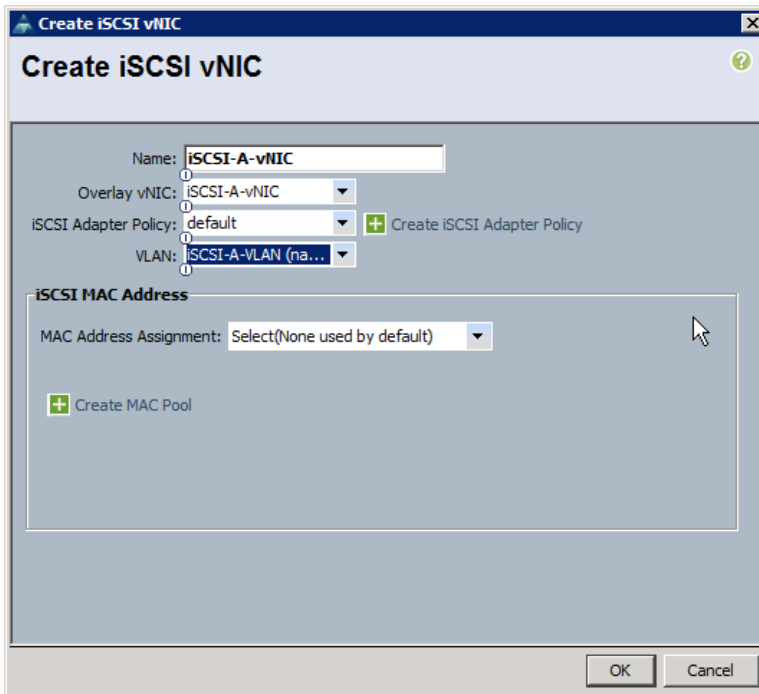 Create iSCSI vNIC
Create iSCSI vNIC
Name: iSCSI-A-vNIC
Overlay vNIC: iSCSI-A-vNIC
iSCSI Adapter Policy: default Create iSCSI Adapter Policy
VLAN: iSCSI-A-VLAN (na...
iSCSI MAC Address
MAC Address Assignment: Select(None used by default)
Create MAC Pool
OK Cancel